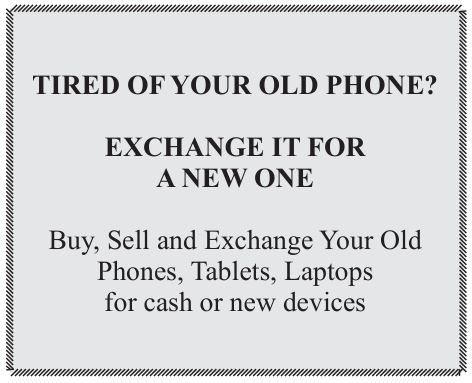 TIRED OF YOUR OLD PHONE?
EXCHANGE IT FOR
A NEW ONE
Buy, Sell and Exchange Your Old
Phones, Tablets, Laptops
for cash or new devices